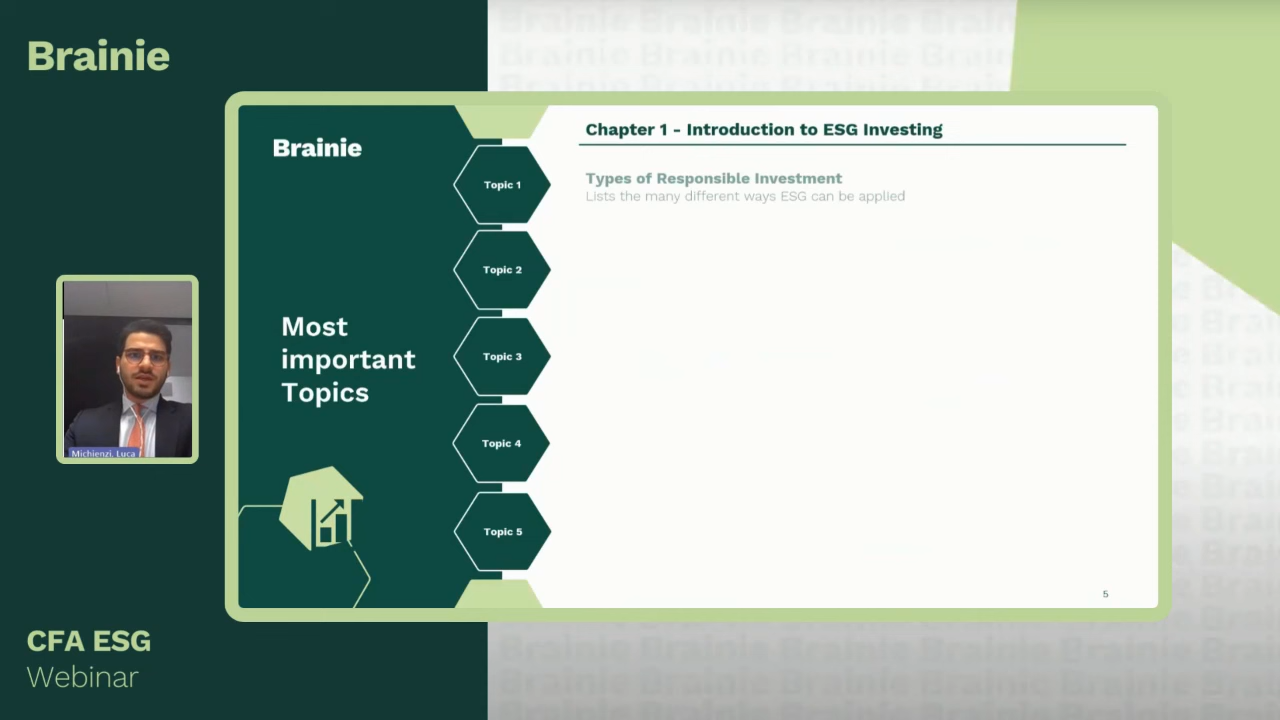 Brainie
Brainie
Chapter 1 - Introduction to ESG Investing
Topic 1
Types of Responsible Investment
Lists the many different ways ESG can be applied
Topic 2
Most
important
Topics
Topic 3
Topic 4
Topic 5
5
Michienzi, Luca
CFA ESG
Webinar